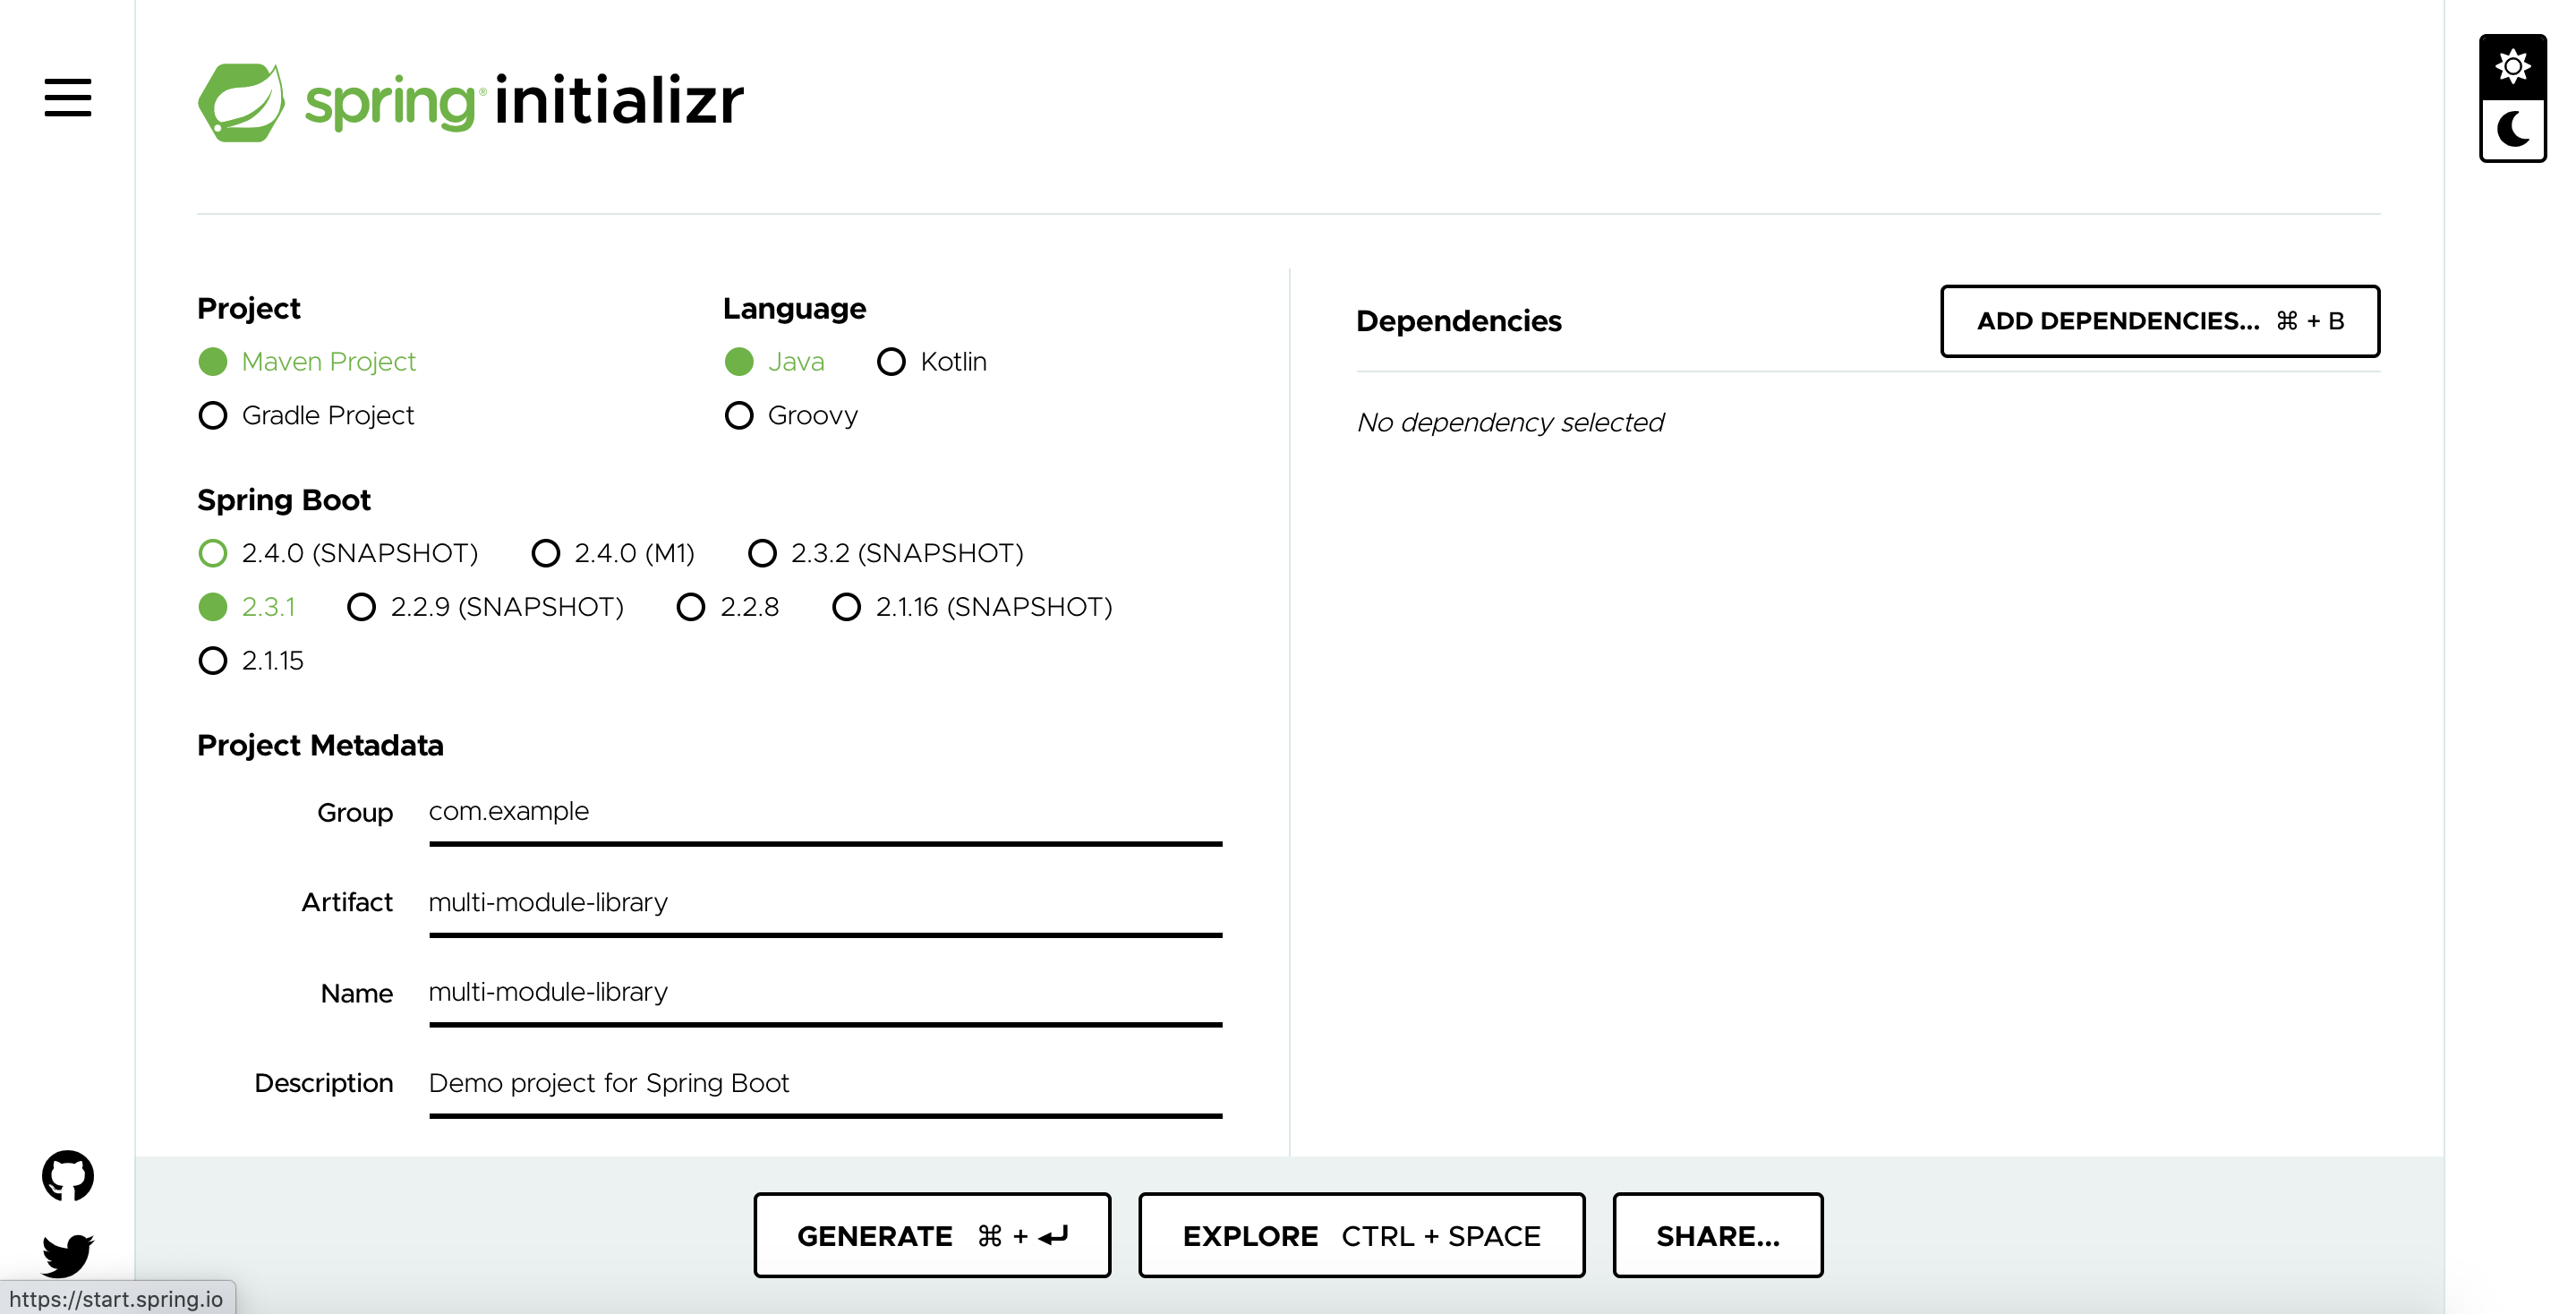 spring initializr
Project
Maven Project
Gradle Project
Language
Java Kotlin
Groovy
Spring Boot
2.4.0 (SNAPSHOT) 2.4.0 (M1) 2.3.2 (SNAPSHOT)
2.3.1 2.2.9 (SNAPSHOT) 2.2.8 2.1.16 (SNAPSHOT)
2.1.15
Project Metadata
Group com.example
Artifact multi-module-library
Name multi-module-library
Description Demo project for Spring Boot
Dependencies
ADD DEPENDENCIES... ⌘ + B
No dependency selected
GENERATE ⌘ + ↵
EXPLORE CTRL + SPACE
SHARE...
https://start.spring.io